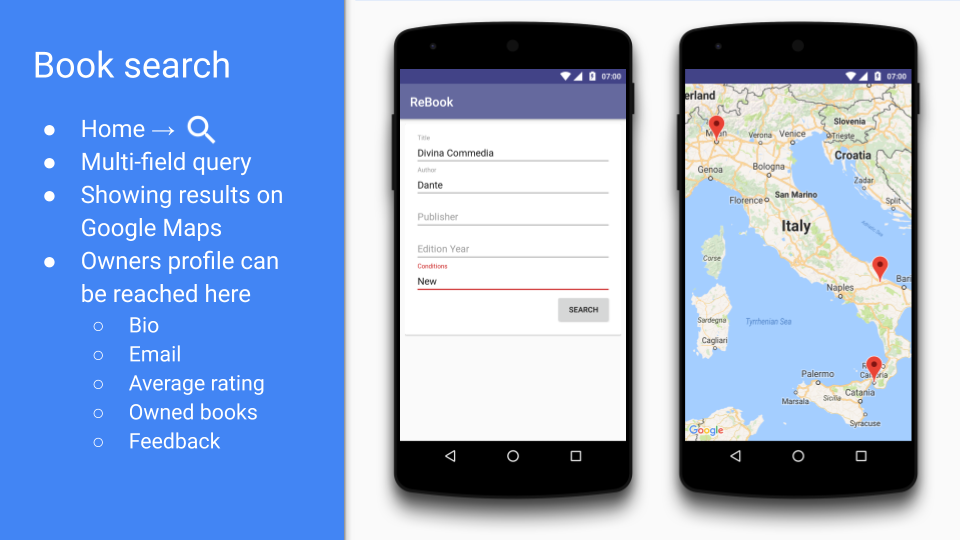 Book search
● Home →
● Multi-field query
● Showing results on
Google Maps
● Owners profile can
be reached here
○ Bio
○ Email
○ Average rating
○ Owned books
○ Feedback
07:00
ReBook
Title
Divina Commedia
Author
Dante
Publisher
Edition Year
Conditions
New
SEARCH
07:00
erland
Slovenia
Verona
Venice
Trieste
Croatia
Genoa
Bologna
Zadar
San Marino
Florence
Split
Italy
Corse
Bari
Naples
Sardegna
Tyrrhenian Sea
Cagliari
Palermo
Catania
Marsala
Sicilia
Syracuse
Google